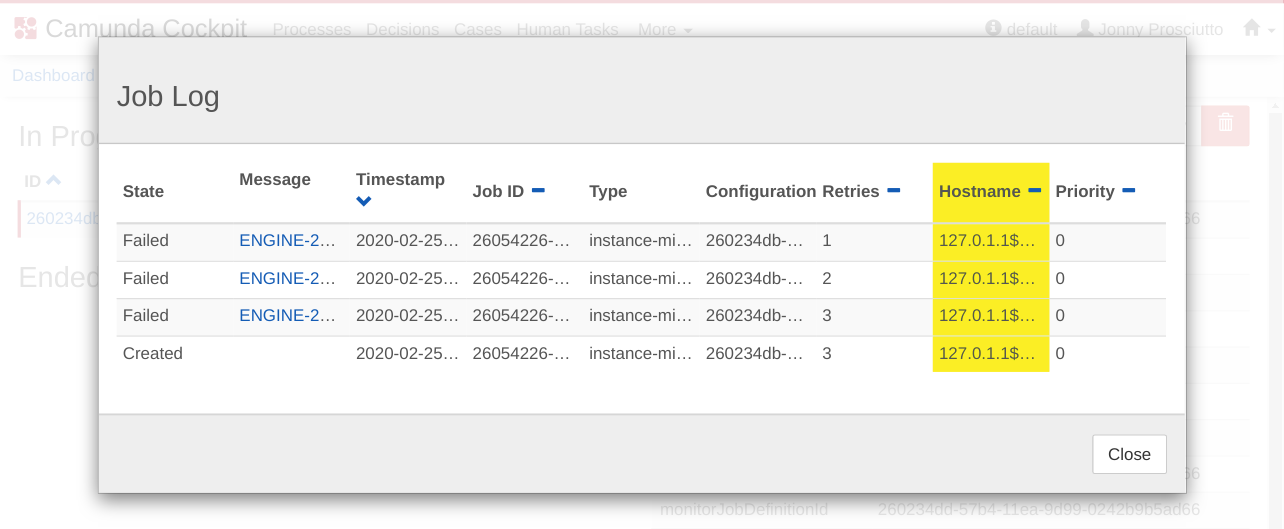 Camunda Cockpit Processes Decisions Cases Human Tasks More default Jonny Prosciutto
Dashboard
Job Log
In Pro
ID
260234db
Ended
State Message Timestamp Job ID Type Configuration Retries Hostname Priority
Failed ENGINE-2… 2020-02-25… 26054226-… instance-mi… 260234db-… 1 127.0.1.1$… 0
Failed ENGINE-2… 2020-02-25… 26054226-… instance-mi… 260234db-… 2 127.0.1.1$… 0
Failed ENGINE-2… 2020-02-25… 26054226-… instance-mi… 260234db-… 3 127.0.1.1$… 0
Created 2020-02-25… 26054226-… instance-mi… 260234db-… 3 127.0.1.1$… 0
66
Close
66
monitorJobDefinitionId 260234dd-57b4-11ea-9d99-0242b9b5ad66